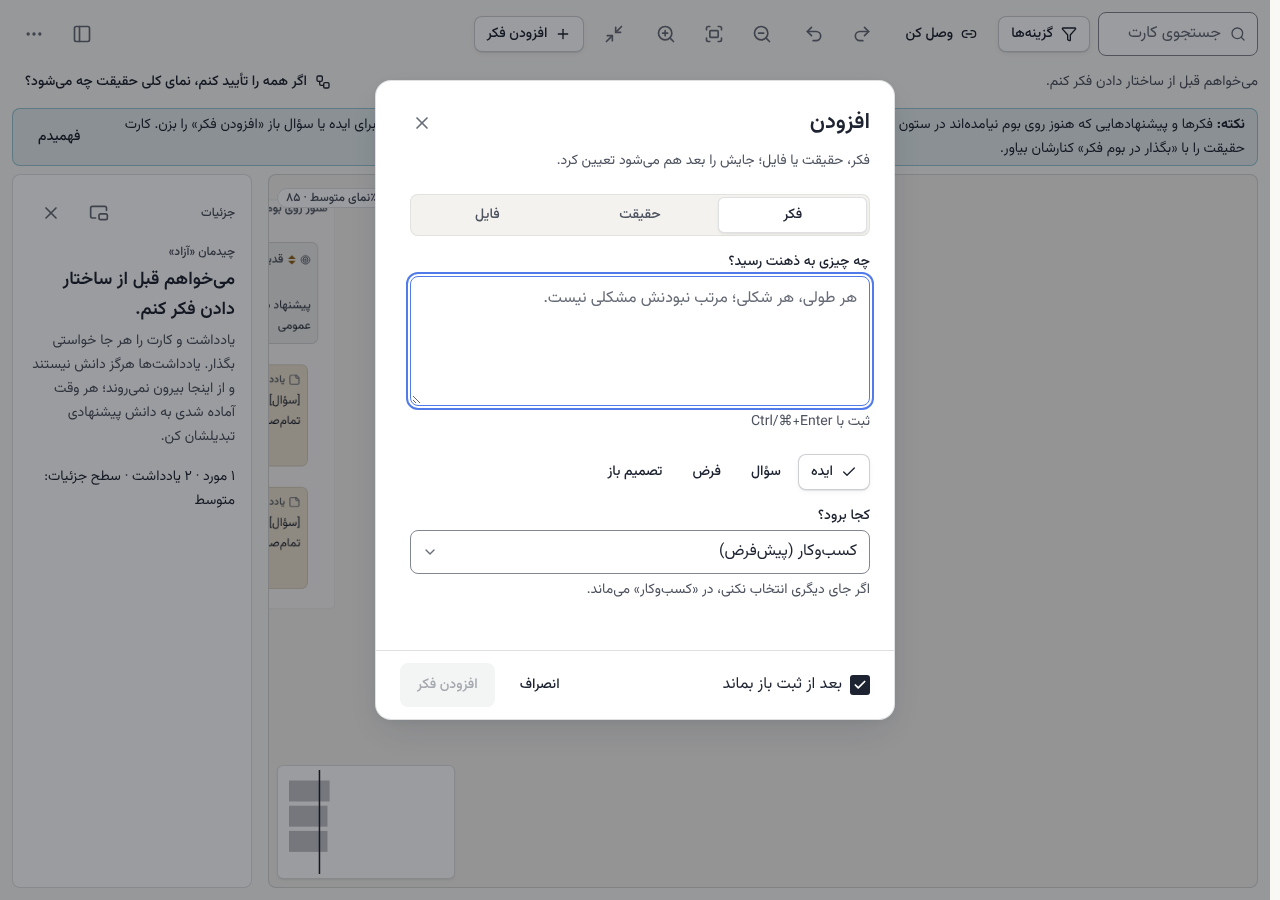 جستجوی کارت
گزینه‌ها
وصل کن
افزودن فکر
می‌خواهم قبل از ساختار دادن فکر کنم.
اگر همه را تأیید کنم، نمای کلی حقیقت چه می‌شود؟
نکته: فکرها و پیشنهادهایی که هنوز روی بوم نیامده‌اند در ستون
برای ایده یا سؤال باز «افزودن فکر» را بزن. کارت
حقیقت را با «بگذار در بوم فکر» کنارشان بیاور.
فهمیدم
افزودن
فکر، حقیقت یا فایل؛ جایش را بعد هم می‌شود تعیین کرد.
فکر
حقیقت
فایل
چه چیزی به ذهنت رسید؟
هر طولی، هر شکلی؛ مرتب نبودنش مشکلی نیست.
ثبت با Ctrl/⌘+Enter
ایده
سؤال
فرض
تصمیم باز
کجا برود؟
کسب‌وکار (پیش‌فرض)
اگر جای دیگری انتخاب نکنی، در «کسب‌وکار» می‌ماند.
بعد از ثبت باز بماند
انصراف
افزودن فکر
نمای متوسط · ۸۵٪
پیشنهاد
عمومی
[سؤال]
[سؤال]
جزئیات
چیدمان «آزاد»
می‌خواهم قبل از ساختار
دادن فکر کنم.
یادداشت و کارت را هر جا خواستی
بگذار. یادداشت‌ها هرگز دانش نیستند
و از اینجا بیرون نمی‌روند؛ هر وقت
آماده شدی به دانش پیشنهادی
تبدیلشان کن.
۱ مورد · ۲ یادداشت · سطح جزئیات:
متوسط